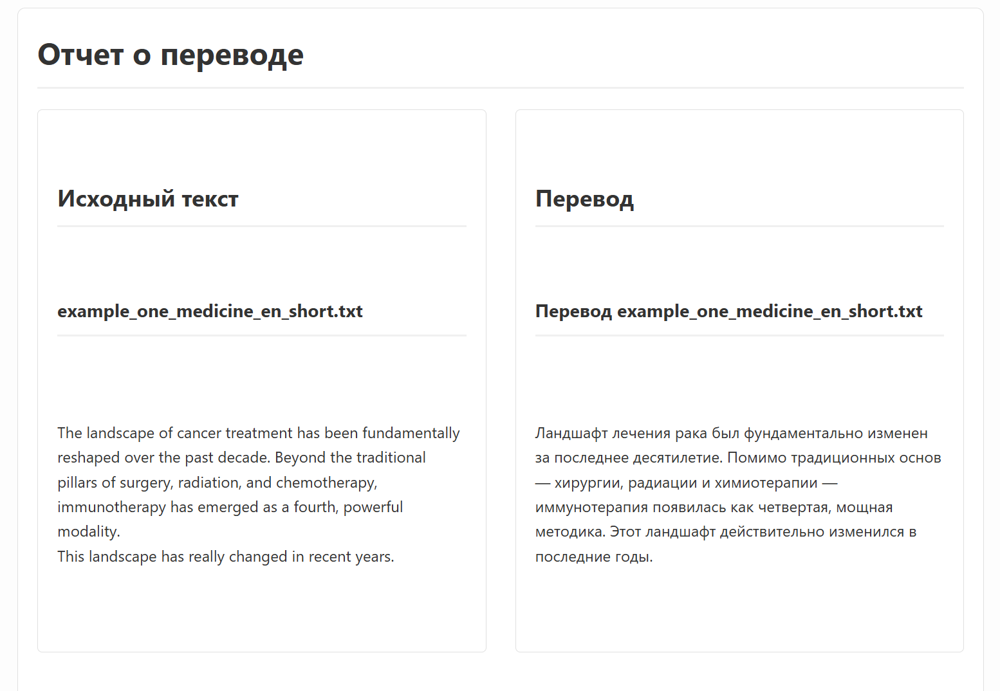 Отчет о переводе
Исходный текст
example_one_medicine_en_short.txt
The landscape of cancer treatment has been fundamentally
reshaped over the past decade. Beyond the traditional
pillars of surgery, radiation, and chemotherapy,
immunotherapy has emerged as a fourth, powerful
modality.
This landscape has really changed in recent years.
Перевод
Перевод example_one_medicine_en_short.txt
Ландшафт лечения рака был фундаментально изменен
за последнее десятилетие. Помимо традиционных основ
— хирургии, радиации и химиотерапии —
иммунотерапия появилась как четвертая, мощная
методика. Этот ландшафт действительно изменился в
последние годы.